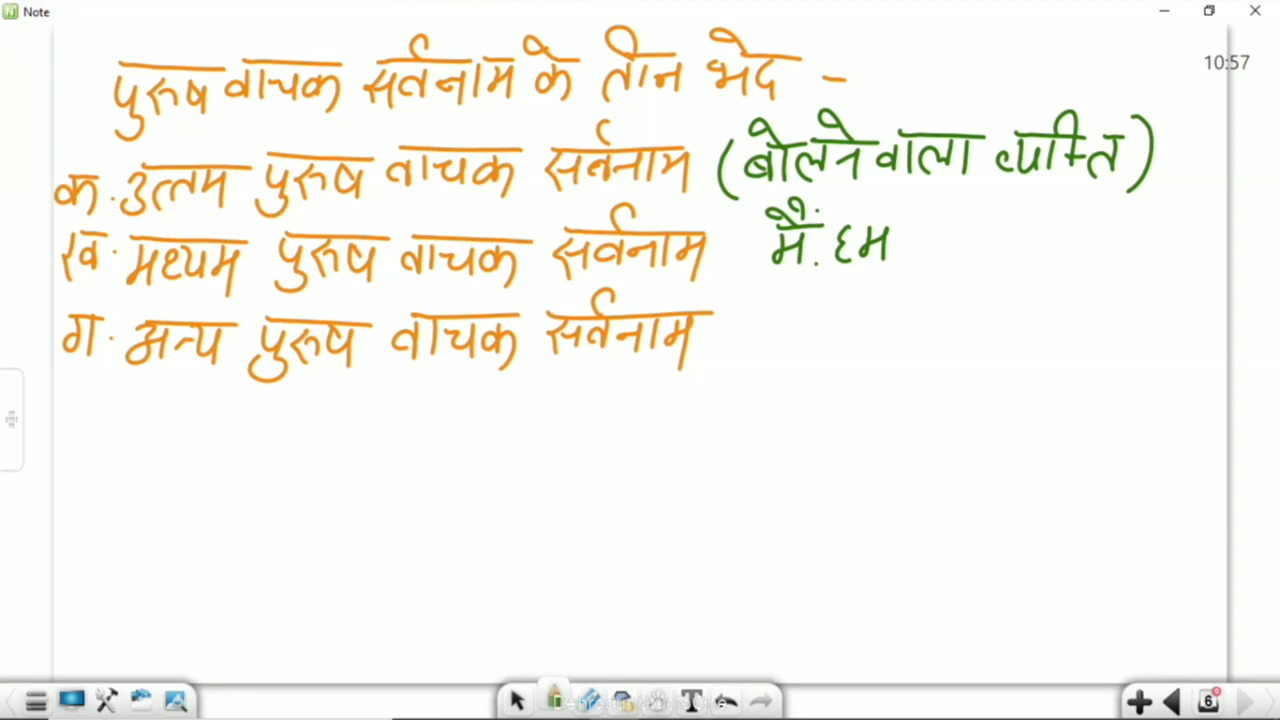 Note
10:57
पुरूष वाचक सर्वनाम के तीन भेद -
क. उत्तम पुरूष वाचक सर्वनाम (बोलने वाला व्यक्ति)
मैं. हम
ख. मध्यम पुरूष वाचक सर्वनाम
ग. अन्य पुरूष वाचक सर्वनाम
6